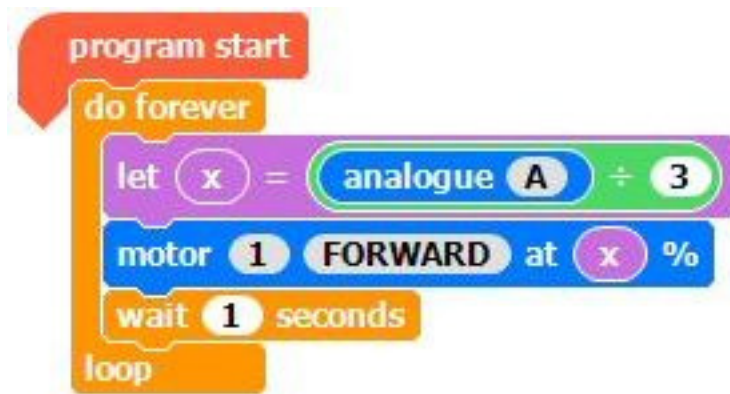 program start
do forever
let x = analogue A ÷ 3
motor 1 FORWARD at x %
wait 1 seconds
loop